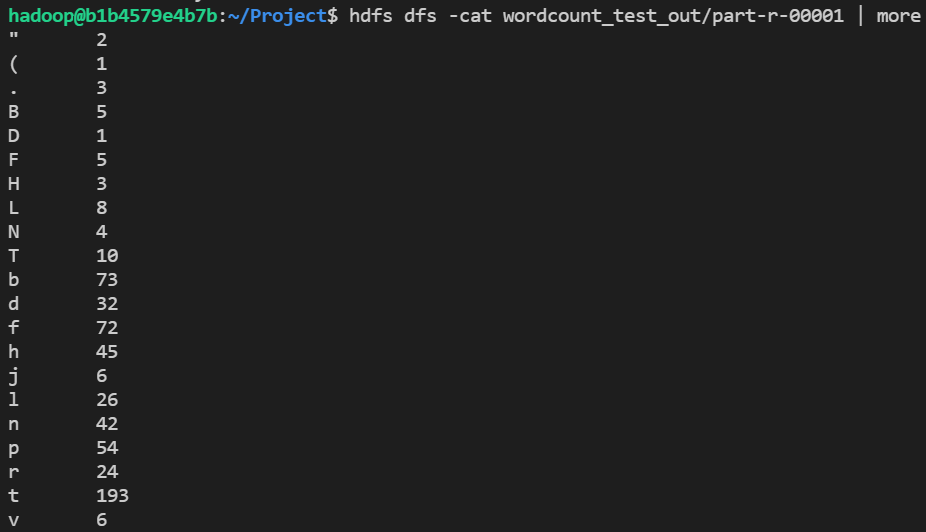 hadoop@b1b4579e4b7b:~/Project$ hdfs dfs -cat wordcount_test_out/part-r-00001 | more
"	2
(	1
.	3
B	5
D	1
F	5
H	3
L	8
N	4
T	10
b	73
d	32
f	72
h	45
j	6
l	26
n	42
p	54
r	24
t	193
v	6